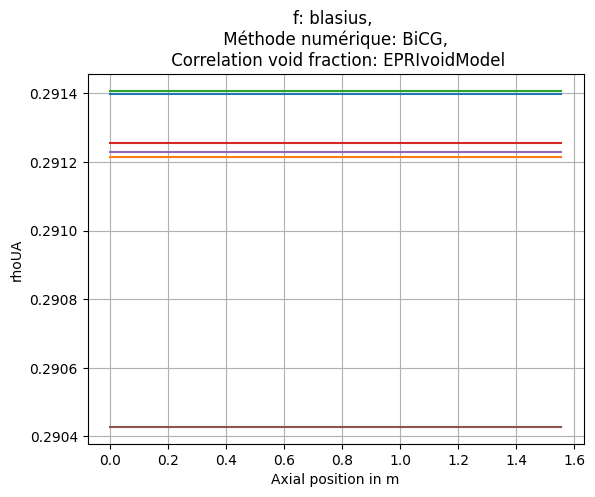 f: blasius,
Méthode numérique: BiCG,
Correlation void fraction: EPRIvoidModel
0.2914
0.2912
0.2910
0.2908
0.2906
0.2904
rhoUA
0.0 0.2 0.4 0.6 0.8 1.0 1.2 1.4 1.6
Axial position in m